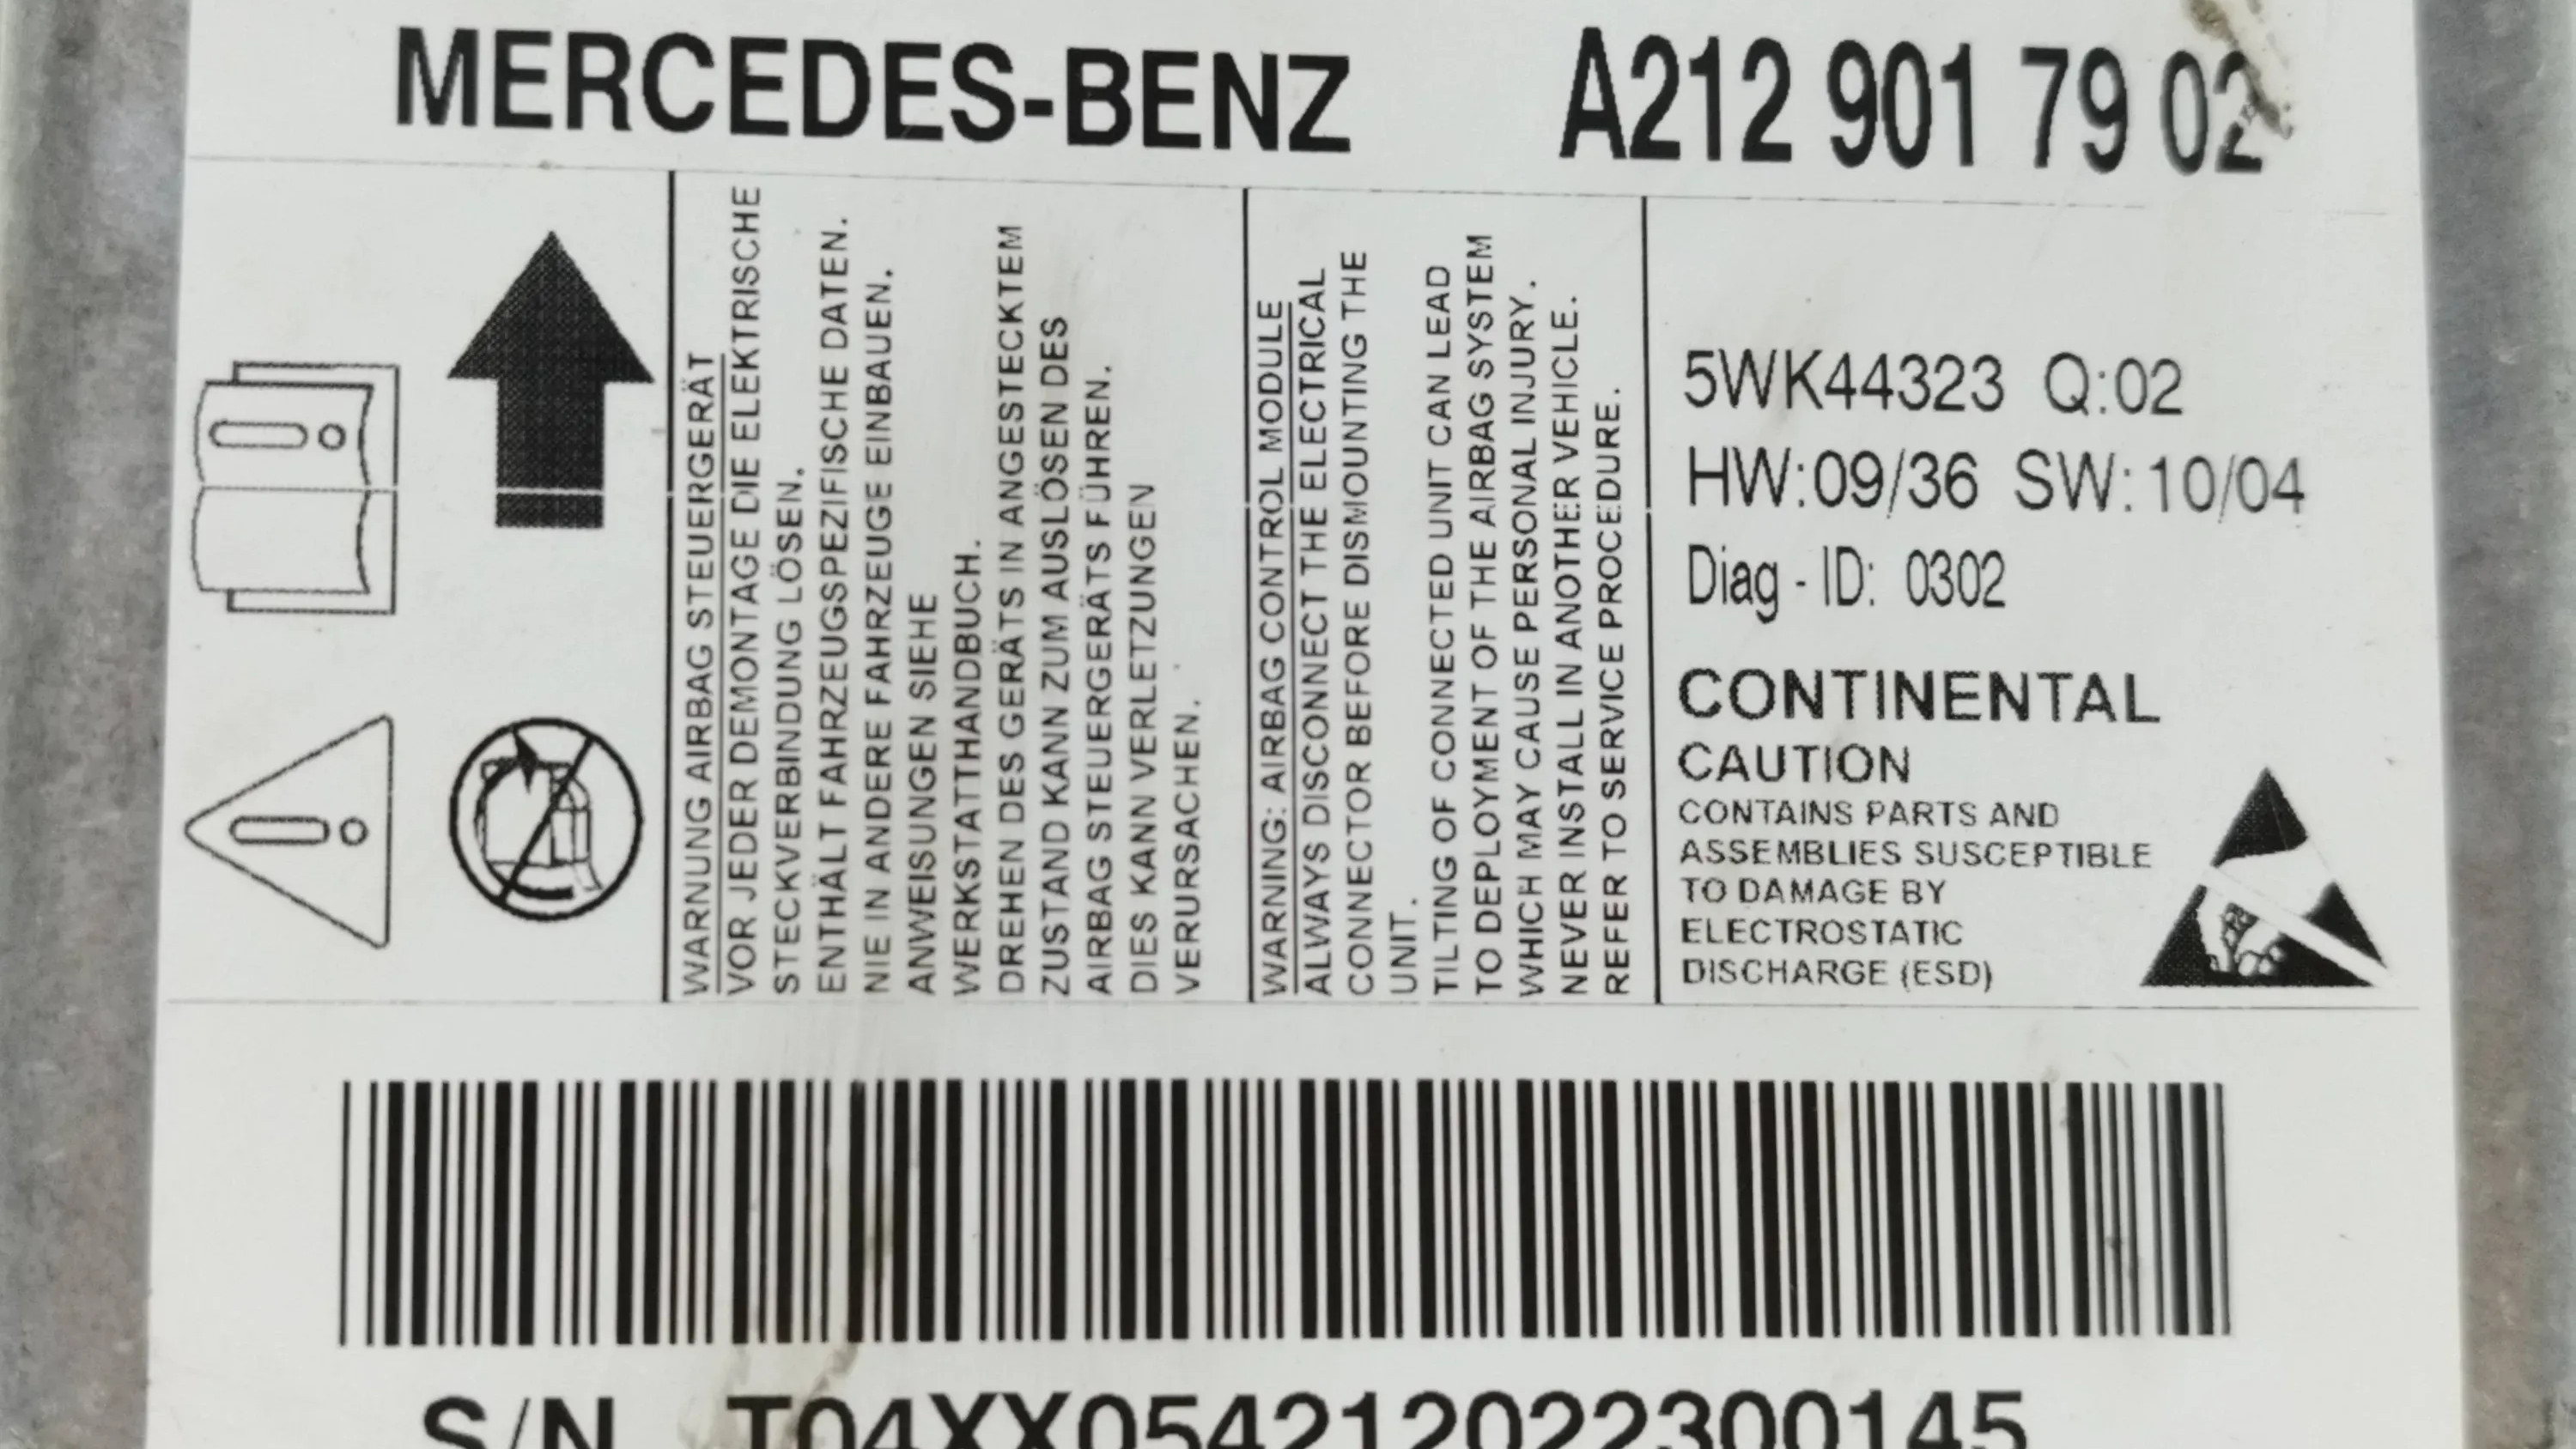 MERCEDES-BENZ A212 901 79 02
WARNUNG AIRBAG STEUERGERÄT
VOR JEDER DEMONTAGE DIE ELEKTRISCHE
STECKVERBINDUNG LÖSEN.
ENTHÄLT FAHRZEUGSPEZIFISCHE DATEN.
NIE IN ANDERE FAHRZEUGE EINBAUEN.
ANWEISUNGEN SIEHE
WERKSTATTHANDBUCH.
DREHEN DES GERÄTS IN ANGESTECKTEM
ZUSTAND KANN ZUM AUSLÖSEN DES
AIRBAG STEUERGERÄTS FÜHREN.
DIES KANN VERLETZUNGEN
VERURSACHEN.
WARNING: AIRBAG CONTROL MODULE
ALWAYS DISCONNECT THE ELECTRICAL
CONNECTOR BEFORE DISMOUNTING THE
UNIT.
TILTING OF CONNECTED UNIT CAN LEAD
TO DEPLOYMENT OF THE AIRBAG SYSTEM
WHICH MAY CAUSE PERSONAL INJURY.
NEVER INSTALL IN ANOTHER VEHICLE.
REFER TO SERVICE PROCEDURE.
5WK44323 Q:02
HW:09/36 SW:10/04
Diag - ID: 0302
CONTINENTAL
CAUTION
CONTAINS PARTS AND
ASSEMBLIES SUSCEPTIBLE
TO DAMAGE BY
ELECTROSTATIC
DISCHARGE (ESD)
S/N T04XX054212022300145